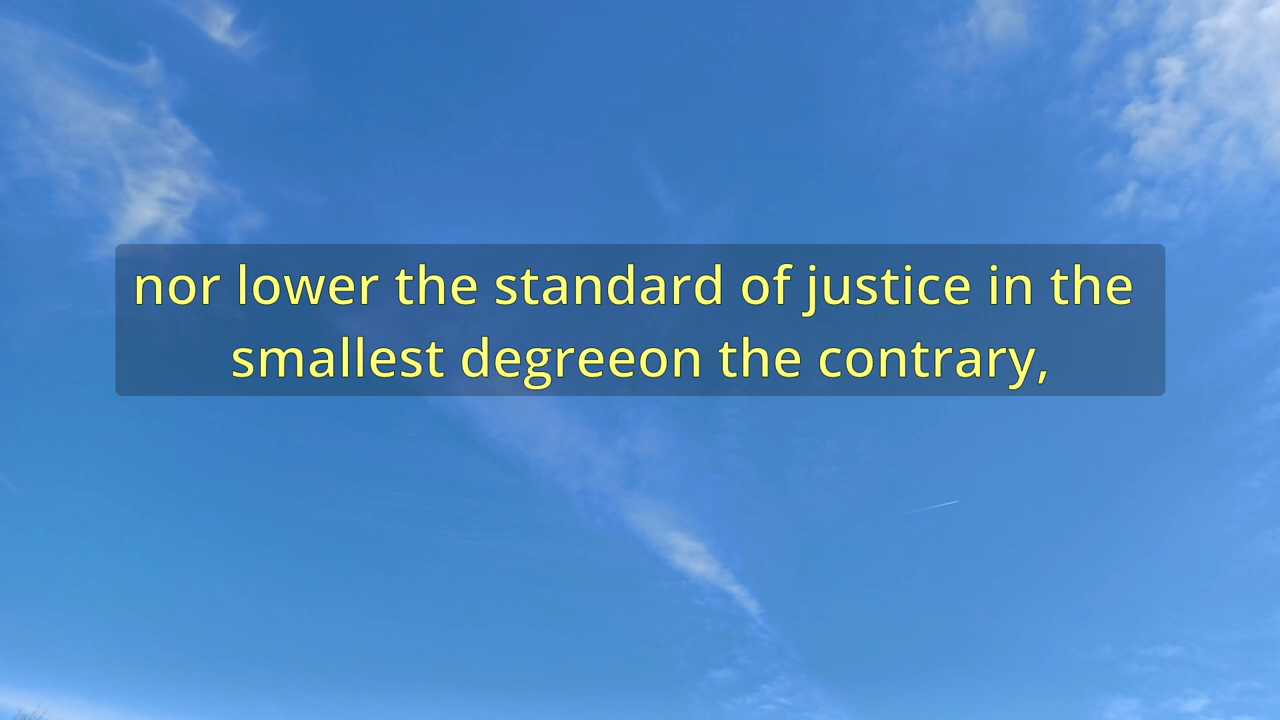 nor lower the standard of justice in the
smallest degreeon the contrary,